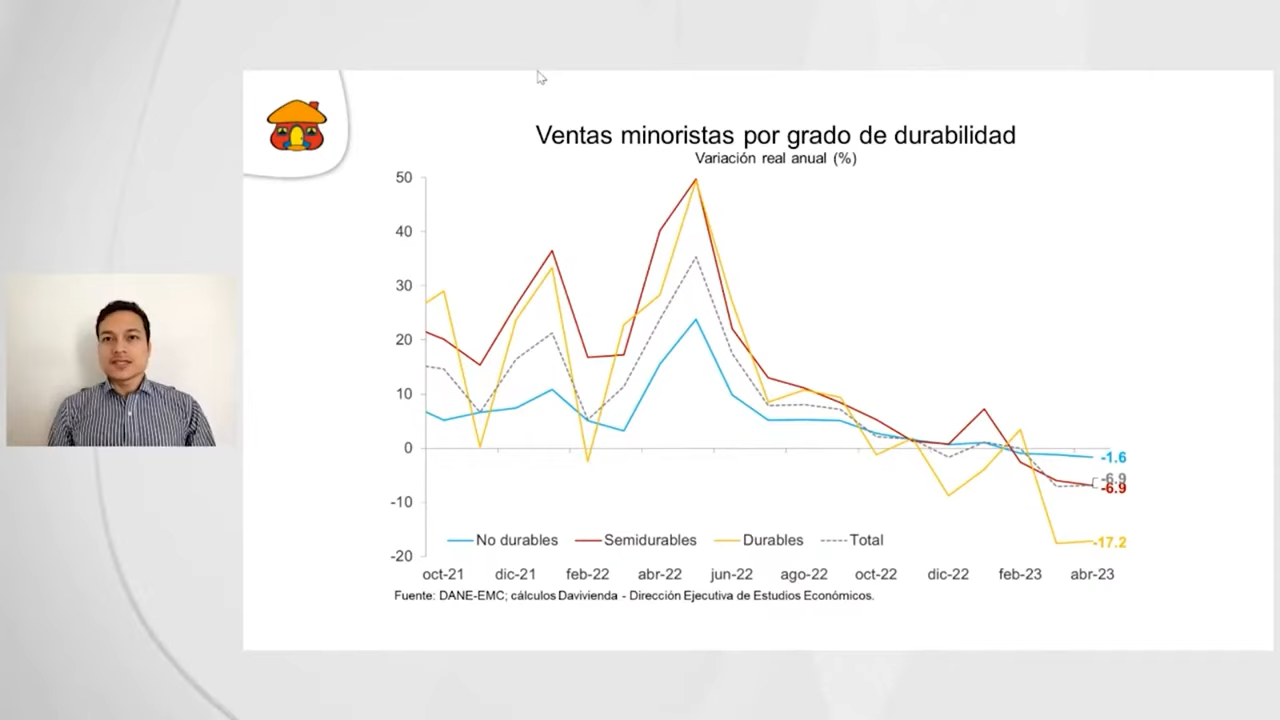 Ventas minoristas por grado de durabilidad
Variación real anual (%)
50
40
30
20
10
0
-10
-20
-1.6
-6.9
-6.9
-17.2
No durables Semidurables Durables Total
oct-21 dic-21 feb-22 abr-22 jun-22 ago-22 oct-22 dic-22 feb-23 abr-23
Fuente: DANE-EMC; cálculos Davivienda - Dirección Ejecutiva de Estudios Económicos.